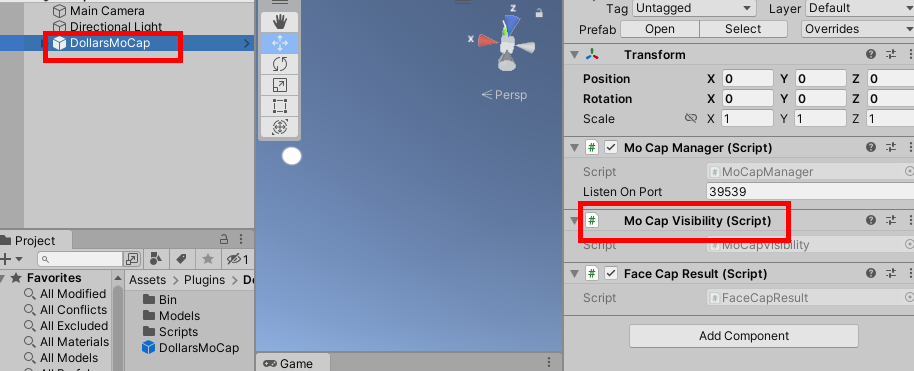 Main Camera
Directional Light
DollarsMoCap
Project
1
Favorites
All Modified
All Conflicts
All Excluded
All Materials
All Models
Assets > Plugins > Do
Bin
Models
Scripts
DollarsMoCap
z
x
Persp
Game
Tag Untagged Layer Default
Prefab Open Select Overrides
Transform
Position X 0 Y 0 Z 0
Rotation X 0 Y 0 Z 0
Scale X 1 Y 1 Z 1
# Mo Cap Manager (Script)
Script MoCapManager
Listen On Port 39539
# Mo Cap Visibility (Script)
Script MoCapVisibility
# Face Cap Result (Script)
Script FaceCapResult
Add Component